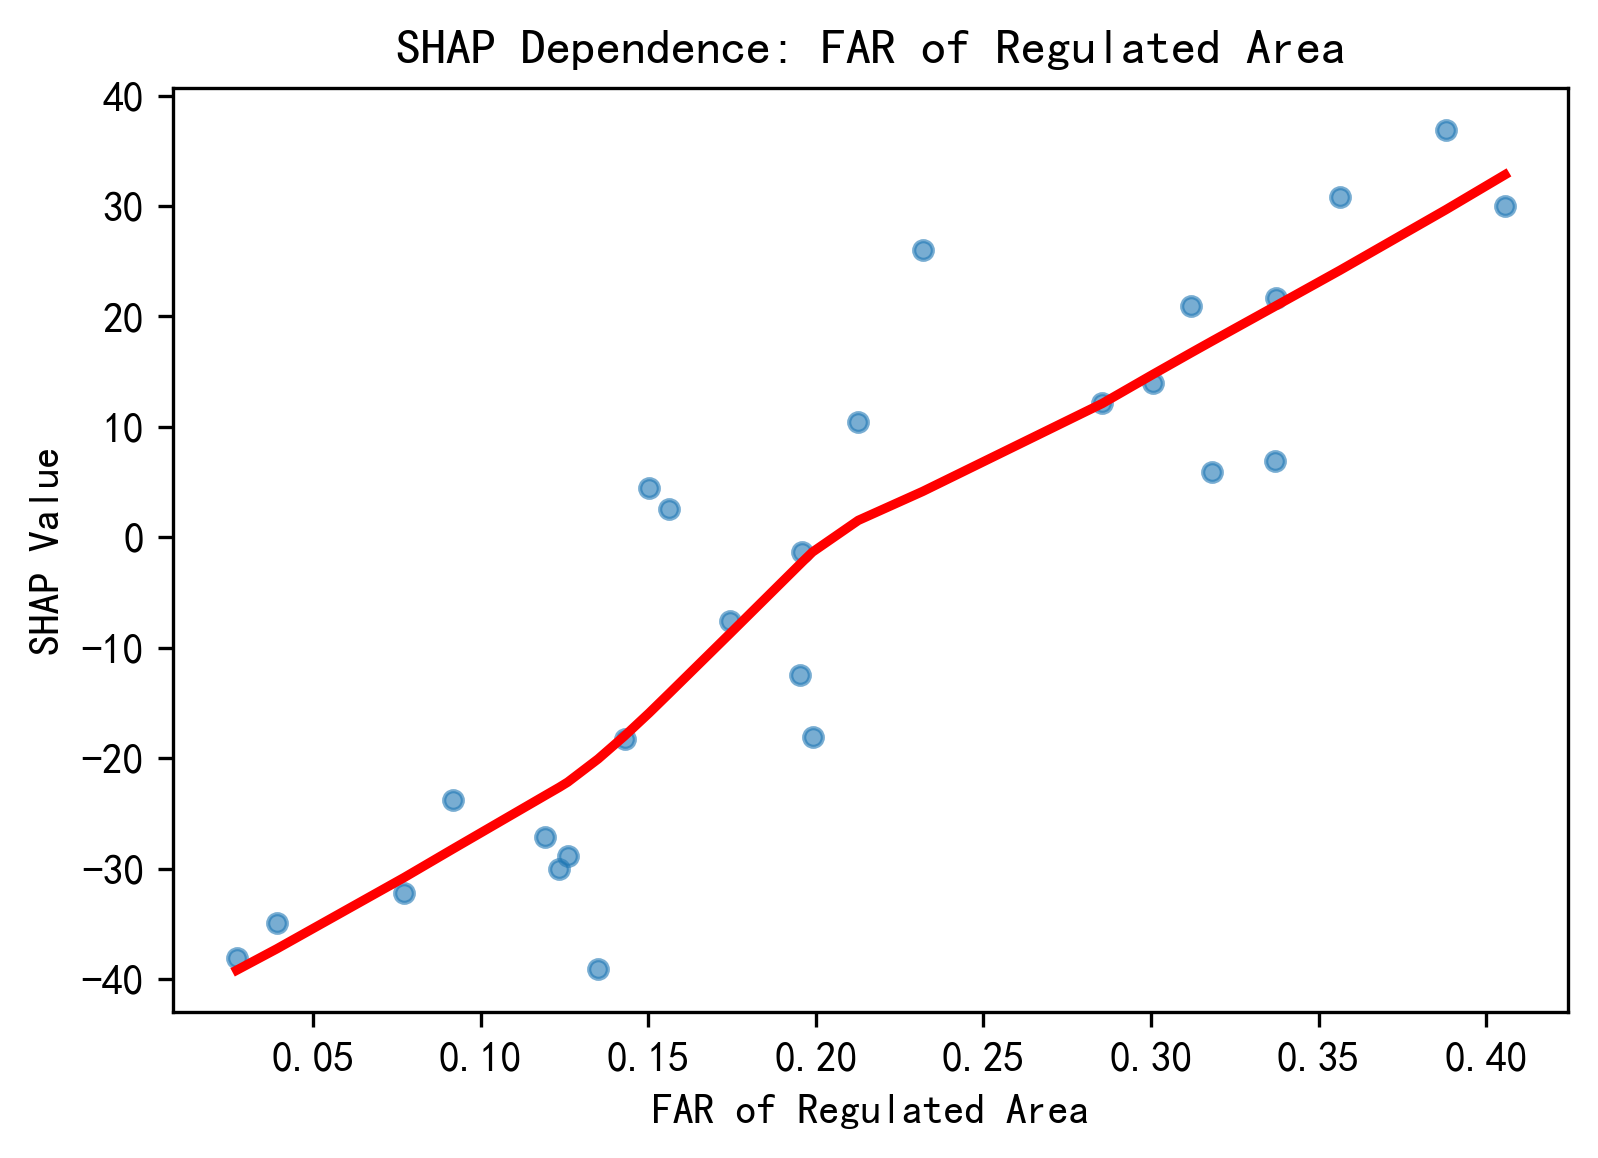 SHAP Dependence: FAR of Regulated Area
40
30
20
10
0
−10
−20
−30
−40
SHAP Value
0.05 0.10 0.15 0.20 0.25 0.30 0.35 0.40
FAR of Regulated Area